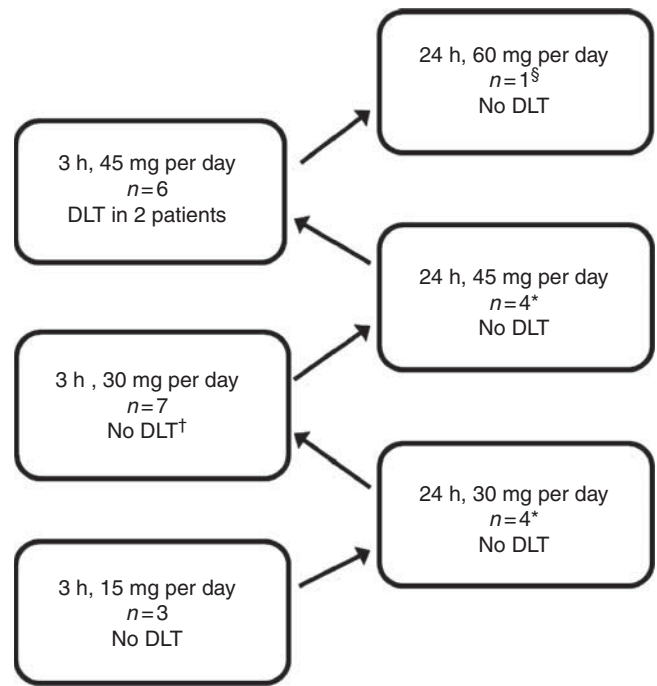 24 h, 60 mg per day
n=1§
No DLT
3 h, 45 mg per day
n=6
DLT in 2 patients
24 h, 45 mg per day
n=4*
No DLT
3 h , 30 mg per day
n=7
No DLT†
24 h, 30 mg per day
n=4*
No DLT
3 h, 15 mg per day
n=3
No DLT